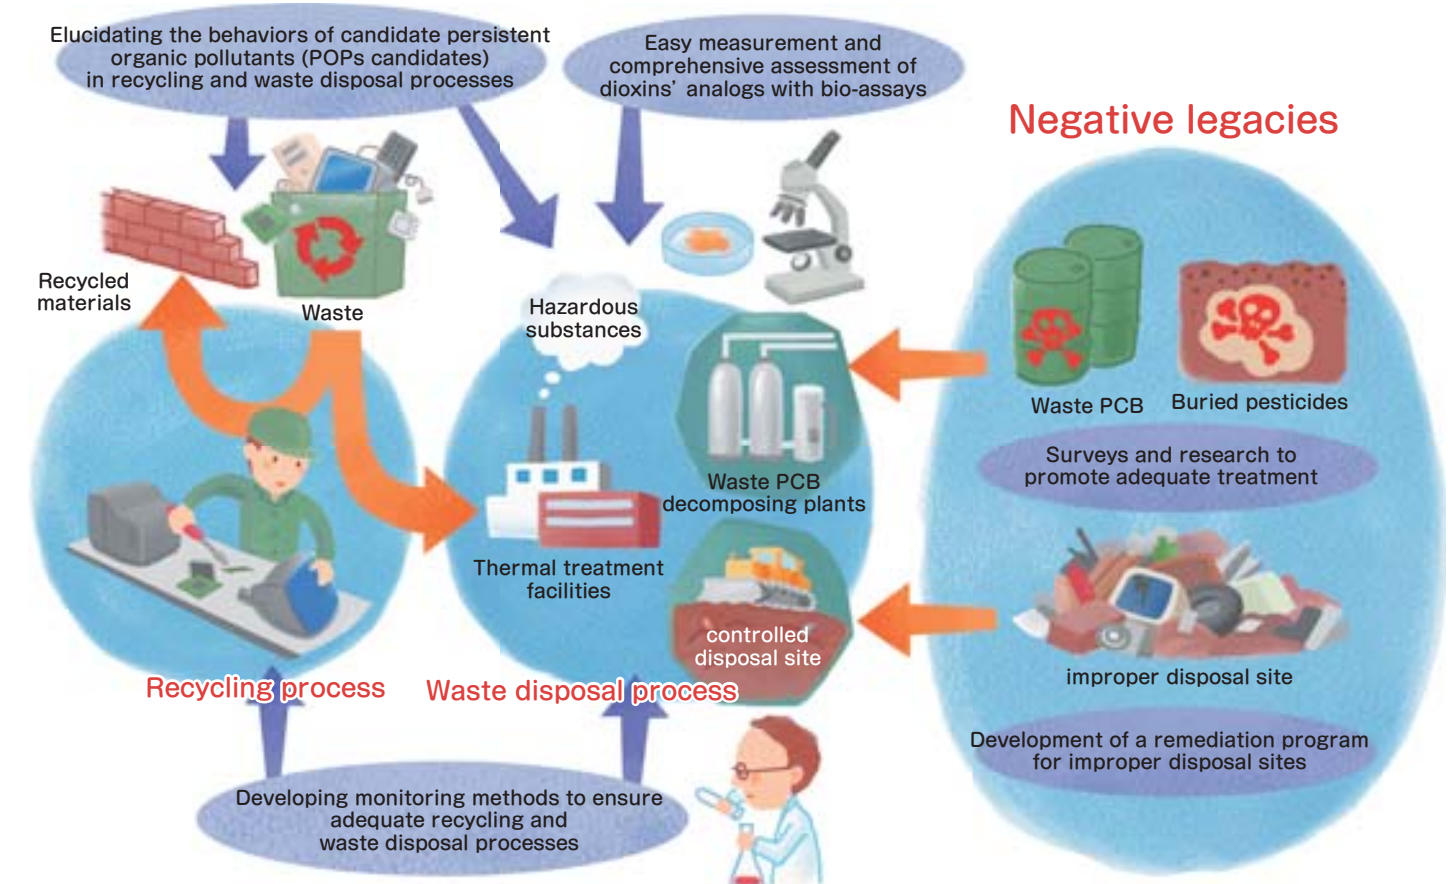 Elucidating the behaviors of candidate persistent
organic pollutants (POPs candidates)
in recycling and waste disposal processes
Easy measurement and
comprehensive assessment of
dioxins’ analogs with bio-assays
Negative legacies
Recycled
materials
Waste
Hazardous
substances
Waste PCB
Buried pesticides
Surveys and research to
promote adequate treatment
Waste PCB
decomposing plants
Thermal treatment
facilities
controlled
disposal site
improper disposal site
Recycling process
Waste disposal process
Development of a remediation program
for improper disposal sites
Developing monitoring methods to ensure
adequate recycling and
waste disposal processes